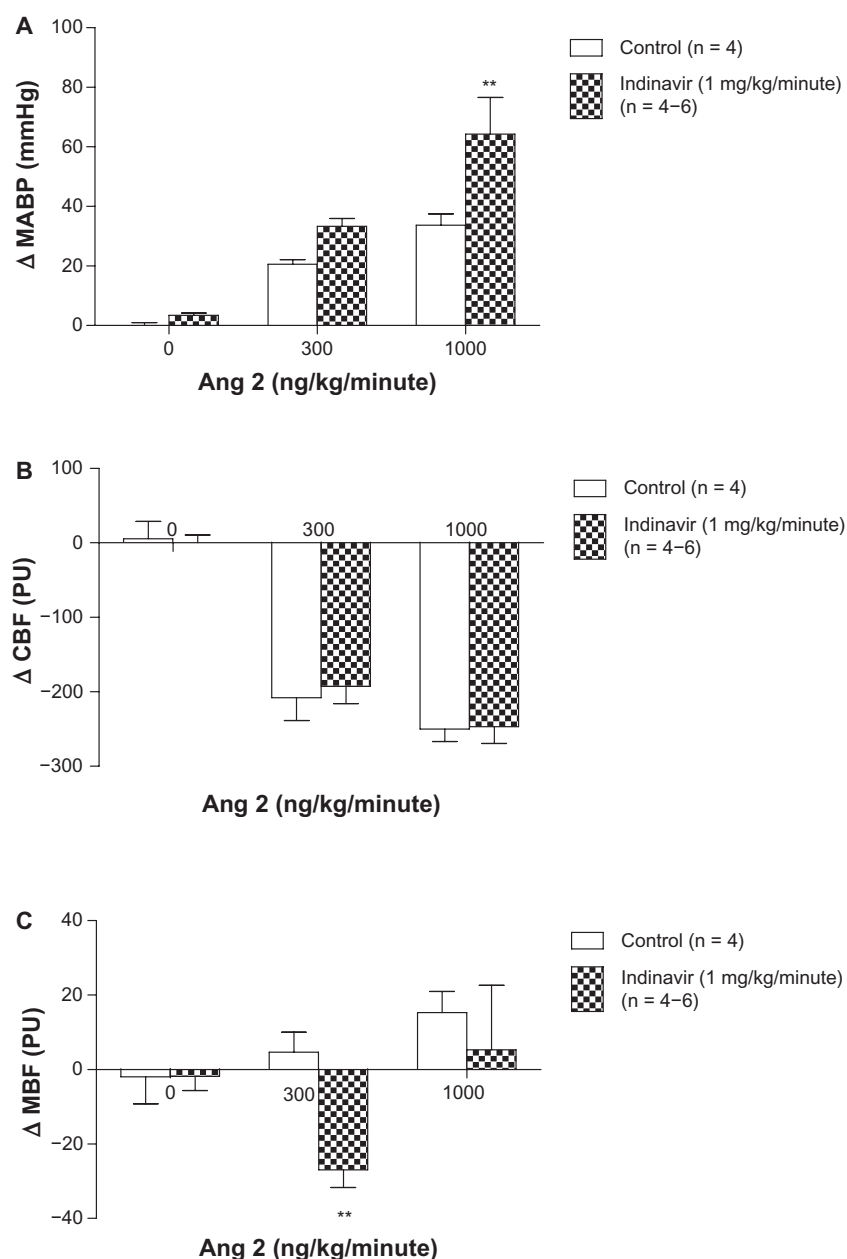 A
Δ MABP (mmHg)
100
80
60
40
20
0
**
0 300 1000
Ang 2 (ng/kg/minute)
Control (n = 4)
Indinavir (1 mg/kg/minute)
(n = 4–6)
B
Δ CBF (PU)
100
0
−100
−200
−300
0 300 1000
Ang 2 (ng/kg/minute)
Control (n = 4)
Indinavir (1 mg/kg/minute)
(n = 4–6)
C
Δ MBF (PU)
40
20
0
−20
−40
0 300 1000
**
Ang 2 (ng/kg/minute)
Control (n = 4)
Indinavir (1 mg/kg/minute)
(n = 4–6)